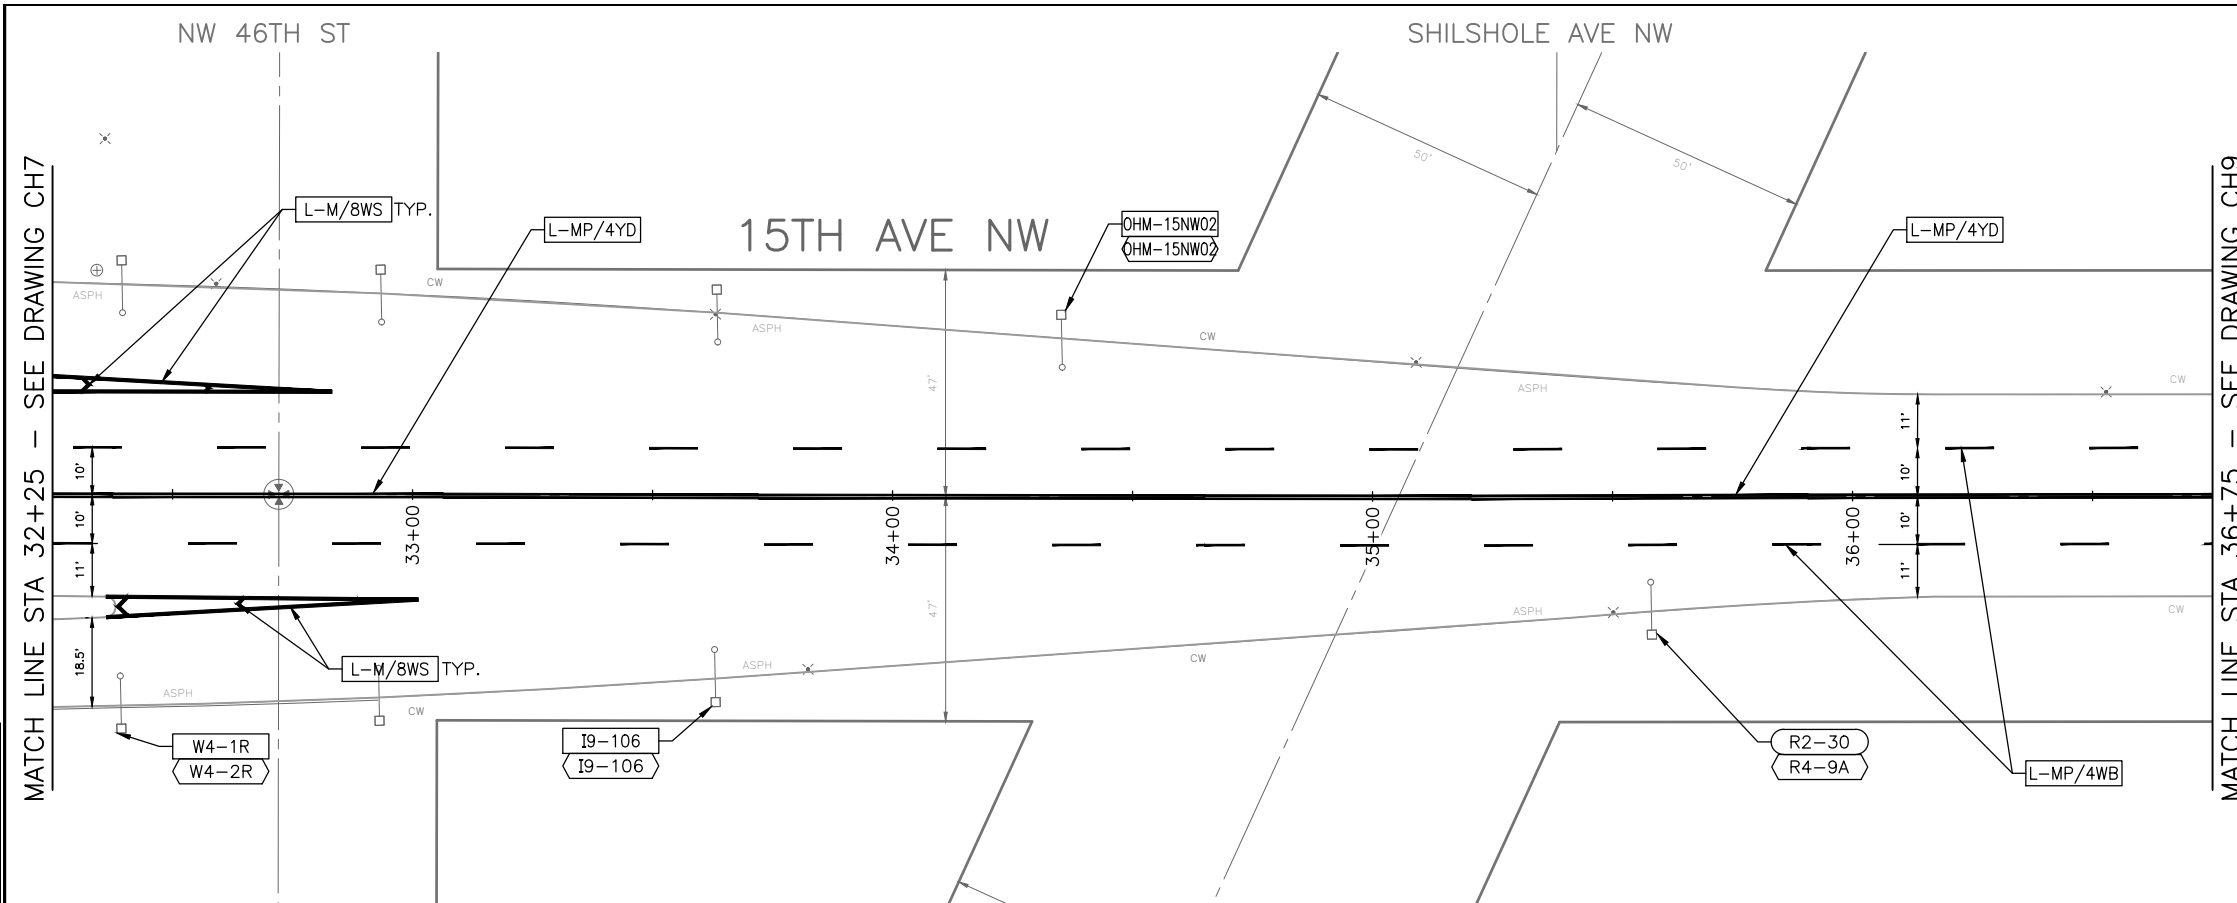 NW 46TH ST
SHILSHOLE AVE NW
MATCH LINE STA 32+25 - SEE DRAWING CH7
MATCH LINE STA 36+75 - SEE DRAWING CH9
50'
50'
L-M/8WS TYP.
L-MP/4YD
15TH AVE NW
OHM-15NW02
OHM-15NW02
L-MP/4YD
CW
ASPH
ASPH
CW
ASPH
CW
47'
11'
10'
10'
10'
10'
11'
11'
33+00
34+00
35+00
36+00
47'
18.5'
ASPH
CW
L-M/8WS TYP.
ASPH
CW
ASPH
CW
W4-1R
W4-2R
I9-106
I9-106
R2-30
R4-9A
L-MP/4WB